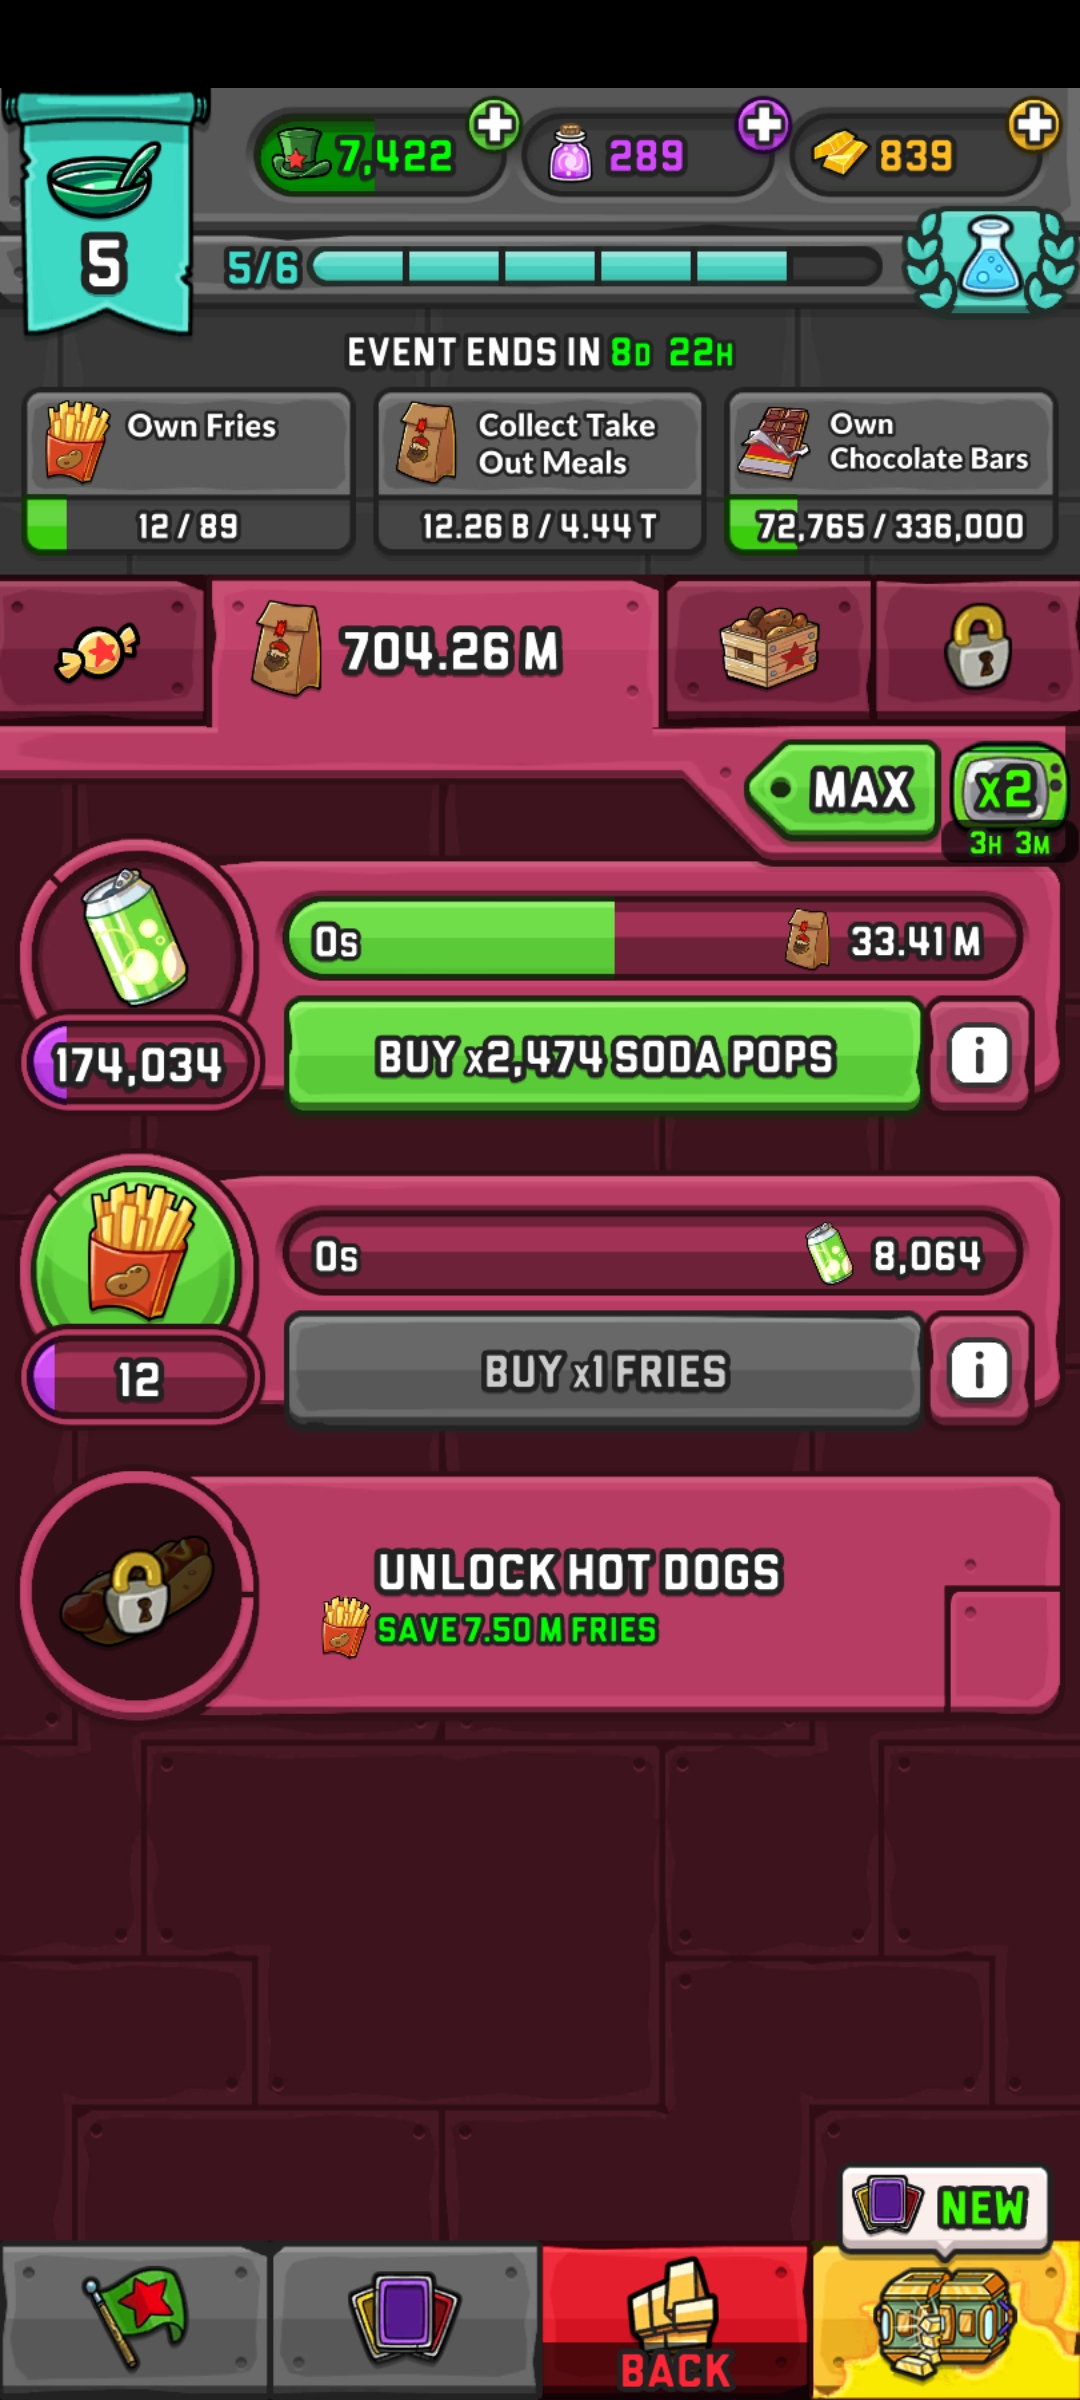 7,422
289
839
5
5/6
EVENT ENDS IN 8D 22H
Own Fries
12 / 89
Collect Take
Out Meals
12.26 B / 4.44 T
Own
Chocolate Bars
72,765 / 336,000
704.26 M
MAX
x2
3H 3M
0s
33.41 M
174,034
BUY x2,474 SODA POPS
i
0s
8,064
12
BUY x1 FRIES
i
UNLOCK HOT DOGS
SAVE 7.50 M FRIES
NEW
BACK